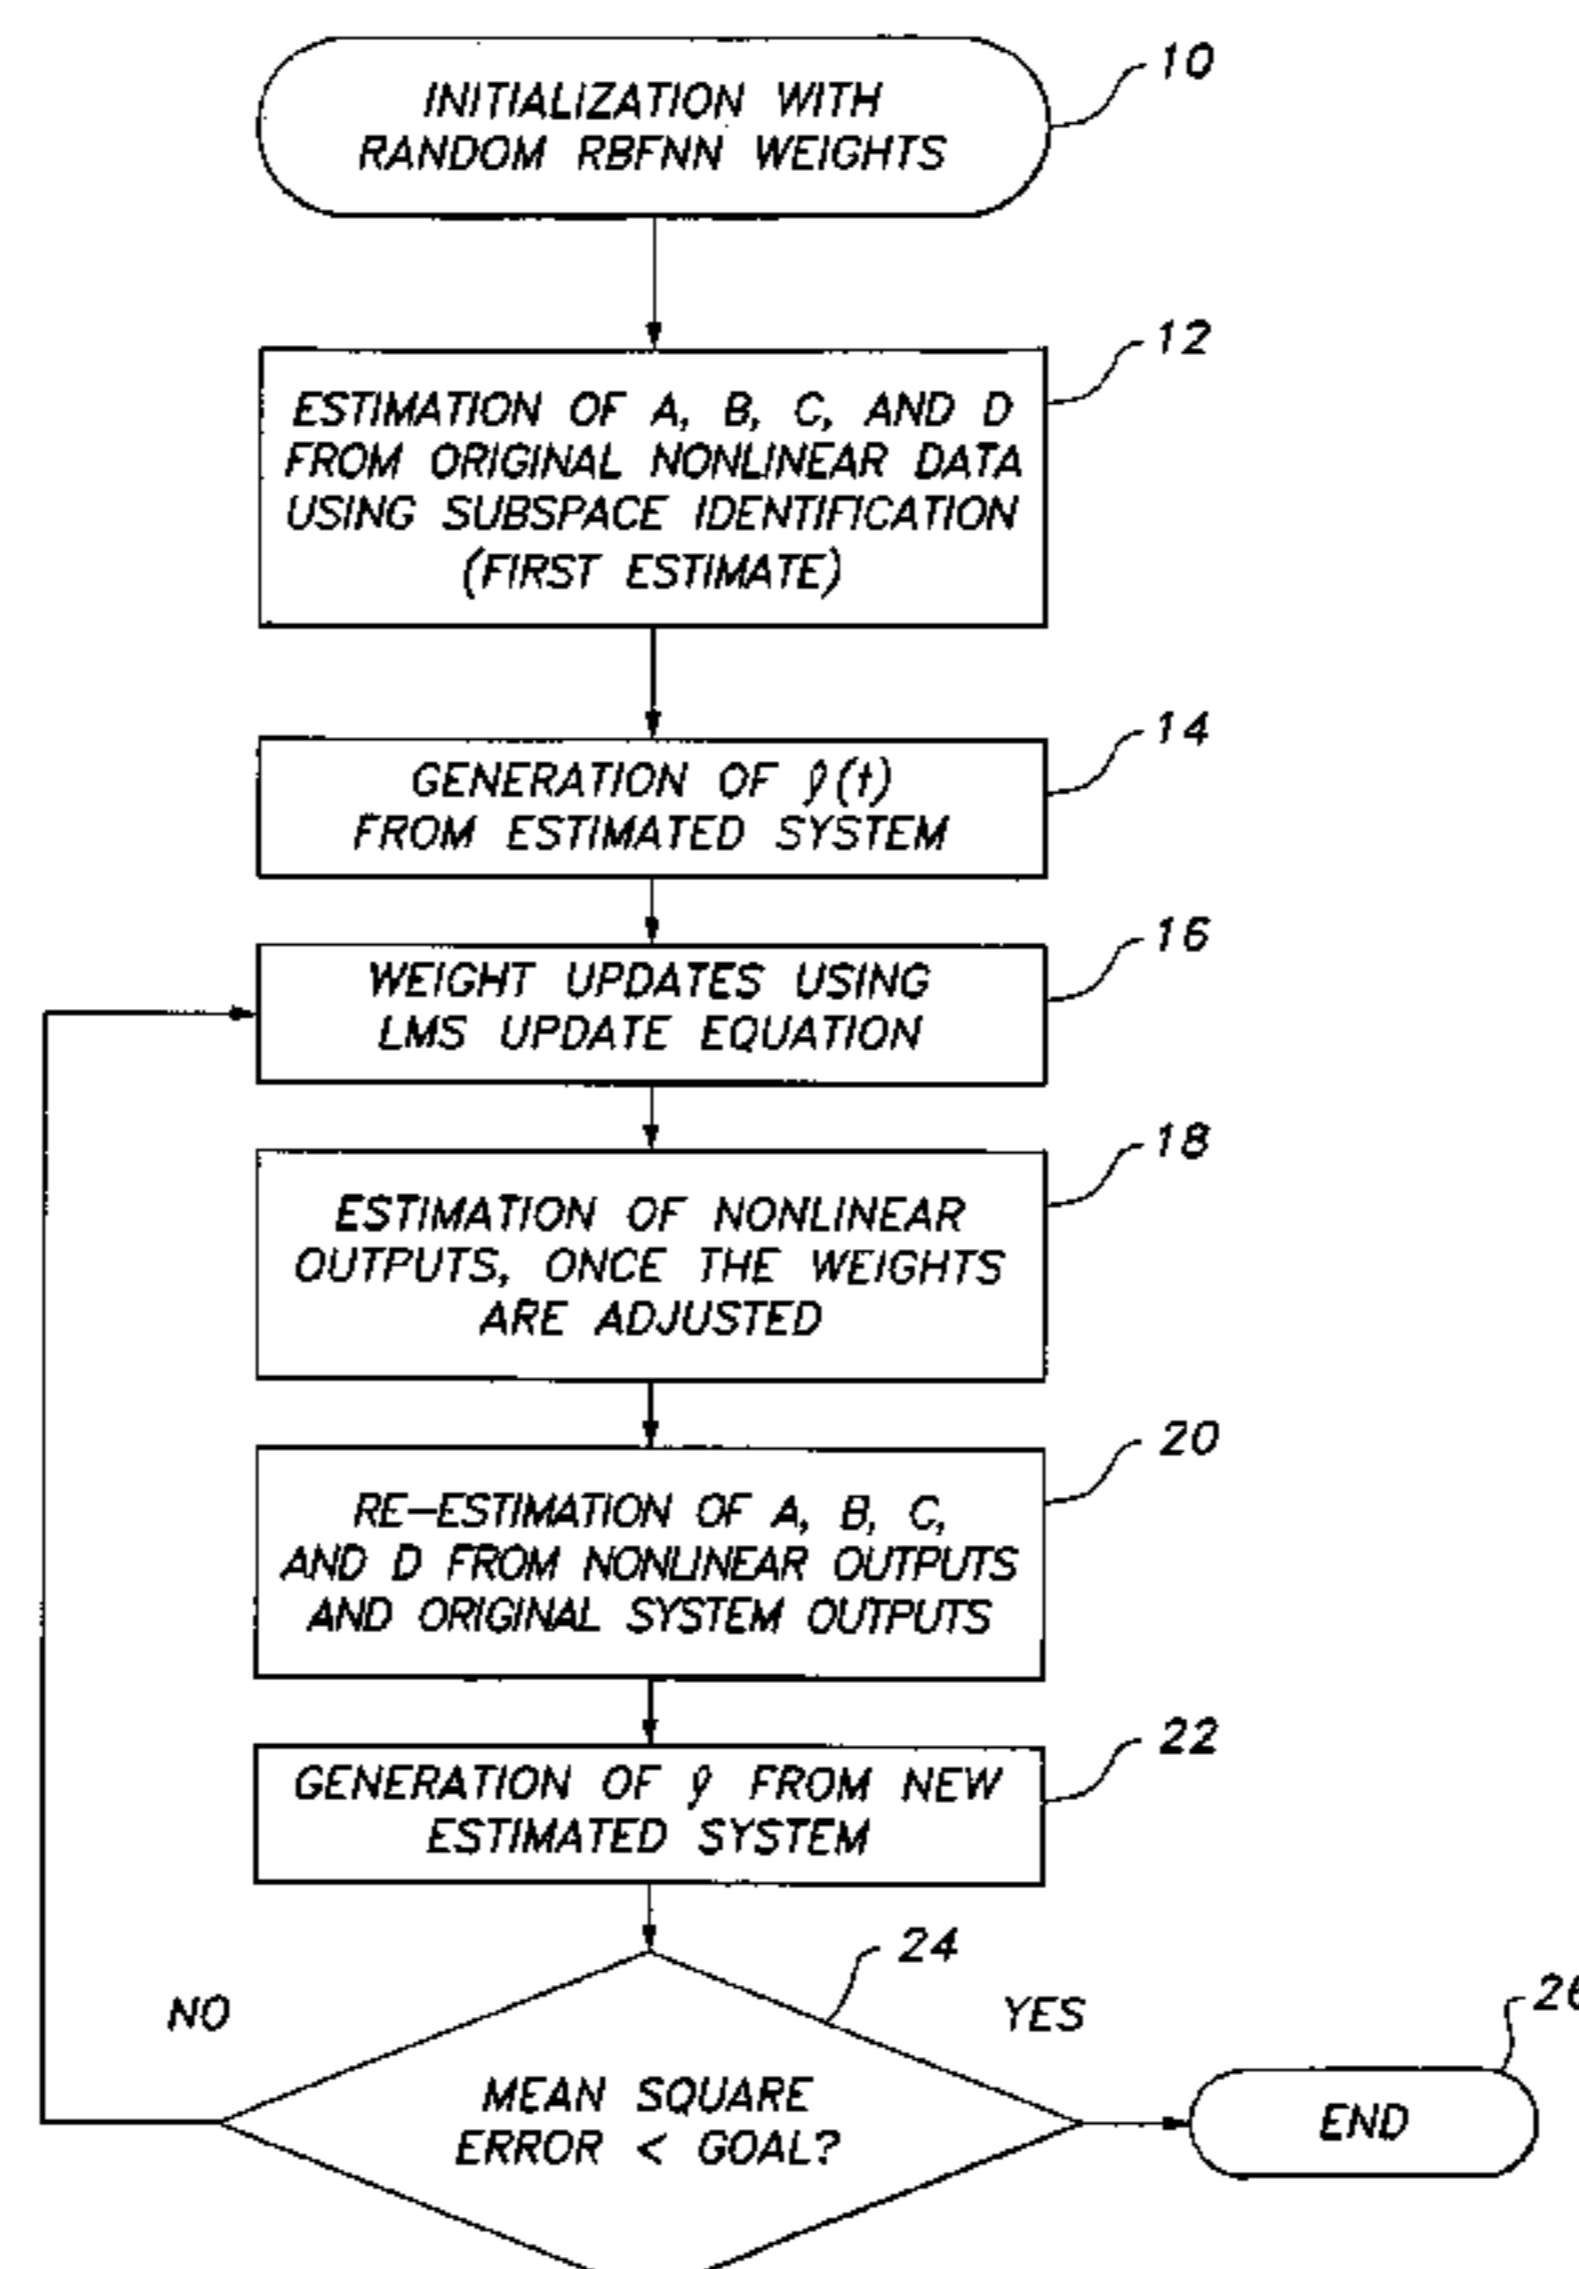 INITIALIZATION WITH
RANDOM RBFNN WEIGHTS
10
ESTIMATION OF A, B, C, AND D
FROM ORIGINAL NONLINEAR DATA
USING SUBSPACE IDENTIFICATION
(FIRST ESTIMATE)
12
GENERATION OF ŷ(t)
FROM ESTIMATED SYSTEM
14
WEIGHT UPDATES USING
LMS UPDATE EQUATION
16
ESTIMATION OF NONLINEAR
OUTPUTS, ONCE THE WEIGHTS
ARE ADJUSTED
18
RE-ESTIMATION OF A, B, C,
AND D FROM NONLINEAR OUTPUTS
AND ORIGINAL SYSTEM OUTPUTS
20
GENERATION OF ŷ FROM NEW
ESTIMATED SYSTEM
22
24
NO
YES
26
MEAN SQUARE
ERROR < GOAL?
END